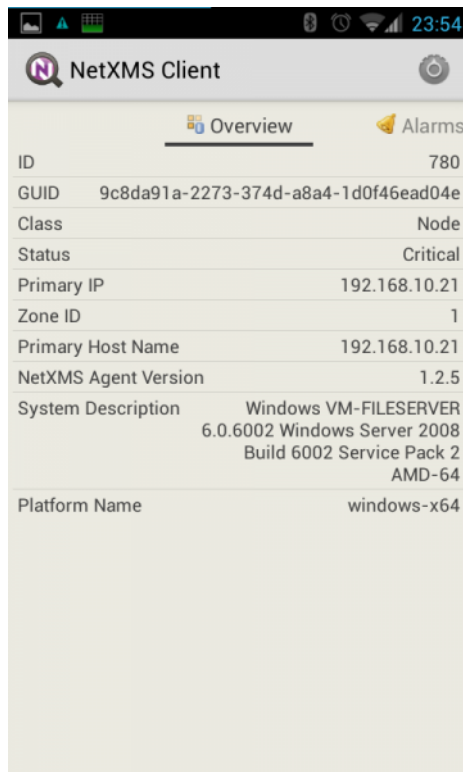 23:54
NetXMS Client
Overview Alarms
ID 780
GUID 9c8da91a-2273-374d-a8a4-1d0f46ead04e
Class Node
Status Critical
Primary IP 192.168.10.21
Zone ID 1
Primary Host Name 192.168.10.21
NetXMS Agent Version 1.2.5
System Description Windows VM-FILESERVER
6.0.6002 Windows Server 2008
Build 6002 Service Pack 2
AMD-64
Platform Name windows-x64